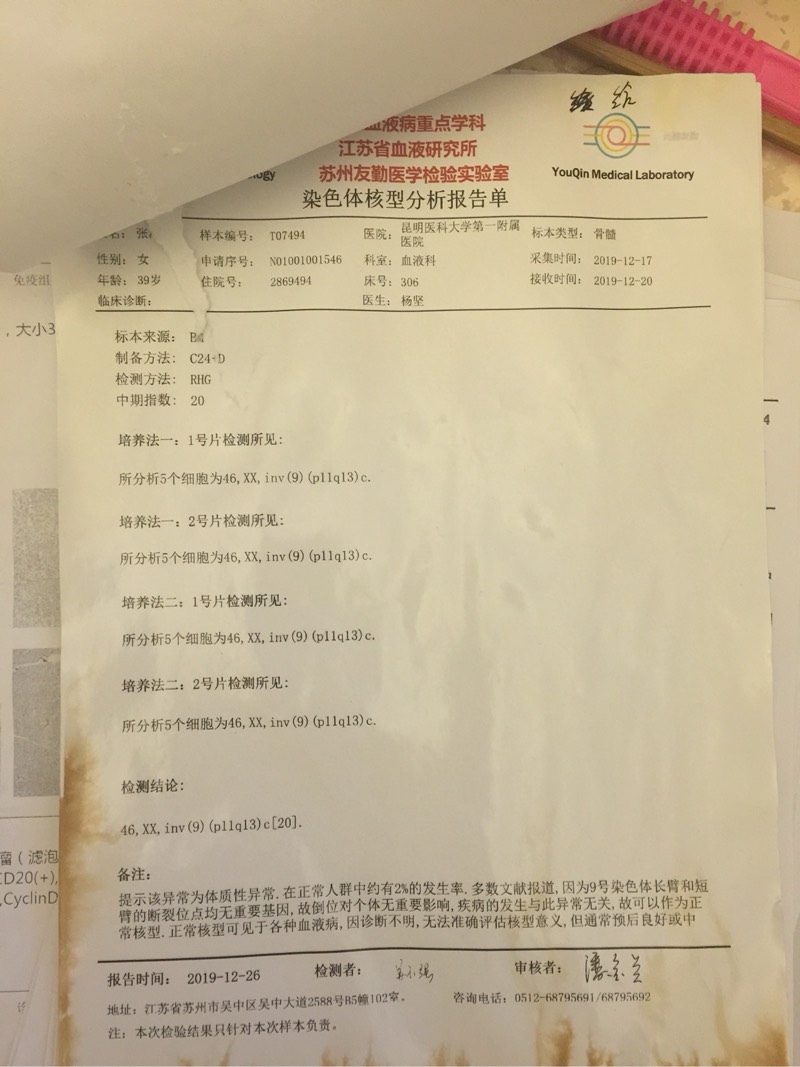 维 给
血液病重点学科
江苏省血液研究所
苏州友勤医学检验实验室
ogy
YouQin Medical Laboratory
染色体核型分析报告单
名: 张 样本编号: T07494 医院: 昆明医科大学第一附属医院 标本类型: 骨髓
性别: 女 申请序号: N01001001546 科室: 血液科 采集时间: 2019-12-17
年龄: 39岁 住院号: 2869494 床号: 306 接收时间: 2019-12-20
临床诊断: 医生: 杨坚
标本来源: BM
制备方法: C24+D
检测方法: RHG
中期指数: 20
培养法一: 1号片检测所见:
所分析5个细胞为46,XX,inv(9)(p11q13)c.
培养法一: 2号片检测所见:
所分析5个细胞为46,XX,inv(9)(p11q13)c.
培养法二: 1号片检测所见:
所分析5个细胞为46,XX,inv(9)(p11q13)c.
培养法二: 2号片检测所见:
所分析5个细胞为46,XX,inv(9)(p11q13)c.
检测结论:
46,XX,inv(9)(p11q13)c[20].
备注:
提示该异常为体质性异常.在正常人群中约有2%的发生率.多数文献报道,因为9号染色体长臂和短
臂的断裂位点均无重要基因,故倒位对个体无重要影响,疾病的发生与此异常无关,故可以作为正
常核型.正常核型可见于各种血液病,因诊断不明,无法准确评估核型意义,但通常预后良好或中
报告时间: 2019-12-26 检测者: 审核者:
地址: 江苏省苏州市吴中区吴中大道2588号B5幢102室. 咨询电话: 0512-68795691/68795692
注: 本次检验结果只针对本次样本负责.
免疫组
, 大小3
瘤（滤泡
CD20(+),
,CyclinD
4